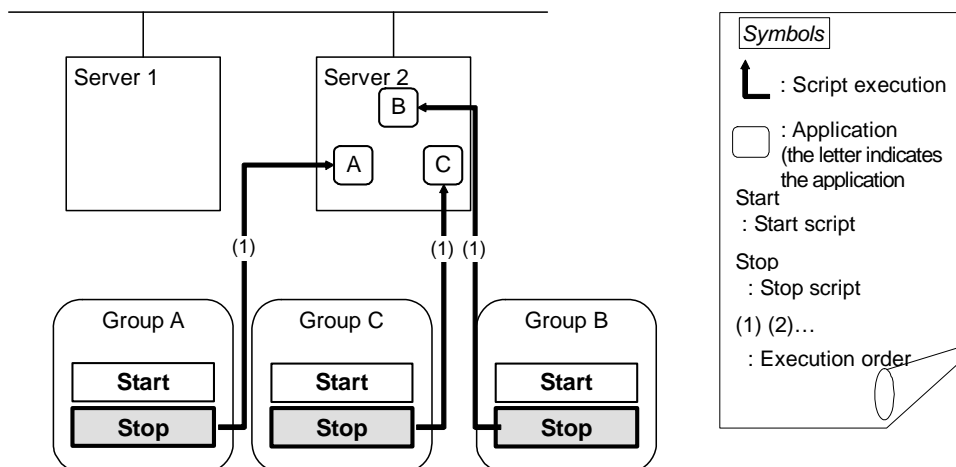 Server 1
Server 2
B
A
C
(1)
(1)
(1)
Group A
Group C
Group B
Start
Start
Start
Stop
Stop
Stop
Symbols
: Script execution
: Application
(the letter indicates
the application
Start
: Start script
Stop
: Stop script
(1) (2)…
: Execution order